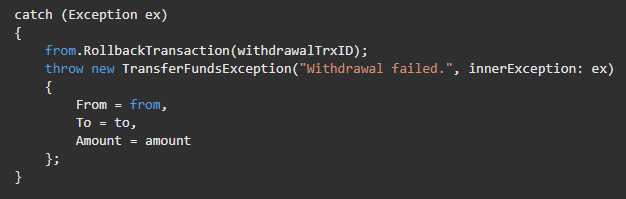 catch (Exception ex)
{
    from.RollbackTransaction(withdrawalTrxID);
    throw new TransferFundsException("Withdrawal failed.", innerException: ex)
    {
        From = from,
        To = to,
        Amount = amount
    };
}